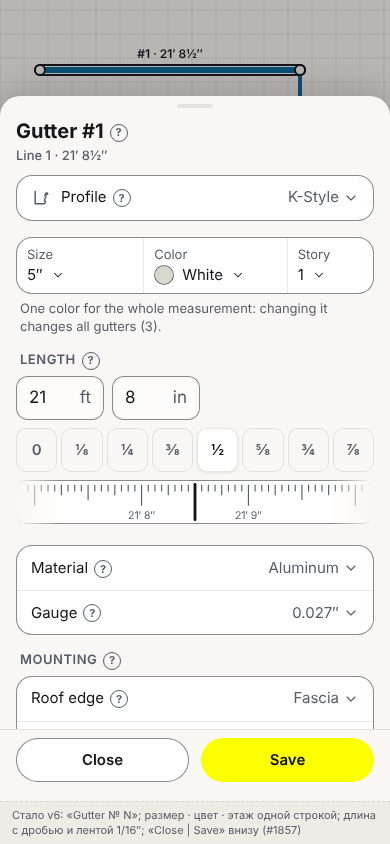 #1 · 21′ 8½″
Gutter #1 ?
Line 1 · 21′ 8½″
Profile ? K-Style
Size Color Story
5″ White 1
One color for the whole measurement: changing it
changes all gutters (3).
LENGTH ?
21 ft 8 in
0 ⅛ ¼ ⅜ ½ ⅝ ¾ ⅞
21′ 8″ 21′ 9″
Material ? Aluminum
Gauge ? 0.027″
MOUNTING ?
Roof edge ? Fascia
Close Save
Стало v6: «Gutter № N»; размер · цвет · этаж одной строкой; длина
с дробью и лентой 1/16″; «Close | Save» внизу (#1857)